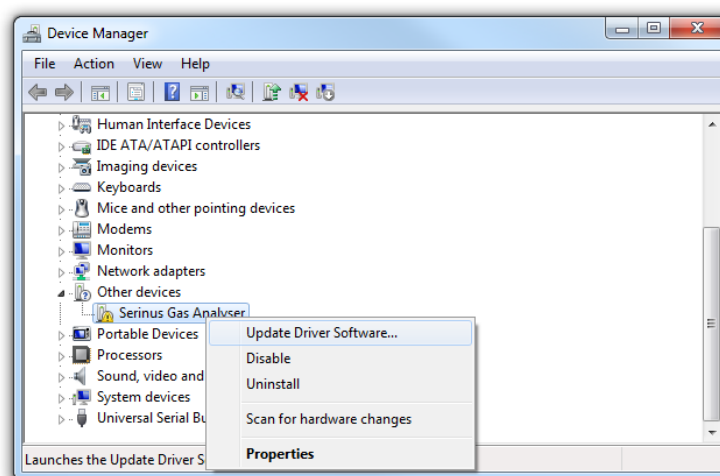 Device Manager
File Action View Help
Human Interface Devices
IDE ATA/ATAPI controllers
Imaging devices
Keyboards
Mice and other pointing devices
Modems
Monitors
Network adapters
Other devices
Serinus Gas Analyser
Portable Devices
Processors
Sound, video and
System devices
Universal Serial Bu
Update Driver Software...
Disable
Uninstall
Scan for hardware changes
Properties
Launches the Update Driver S